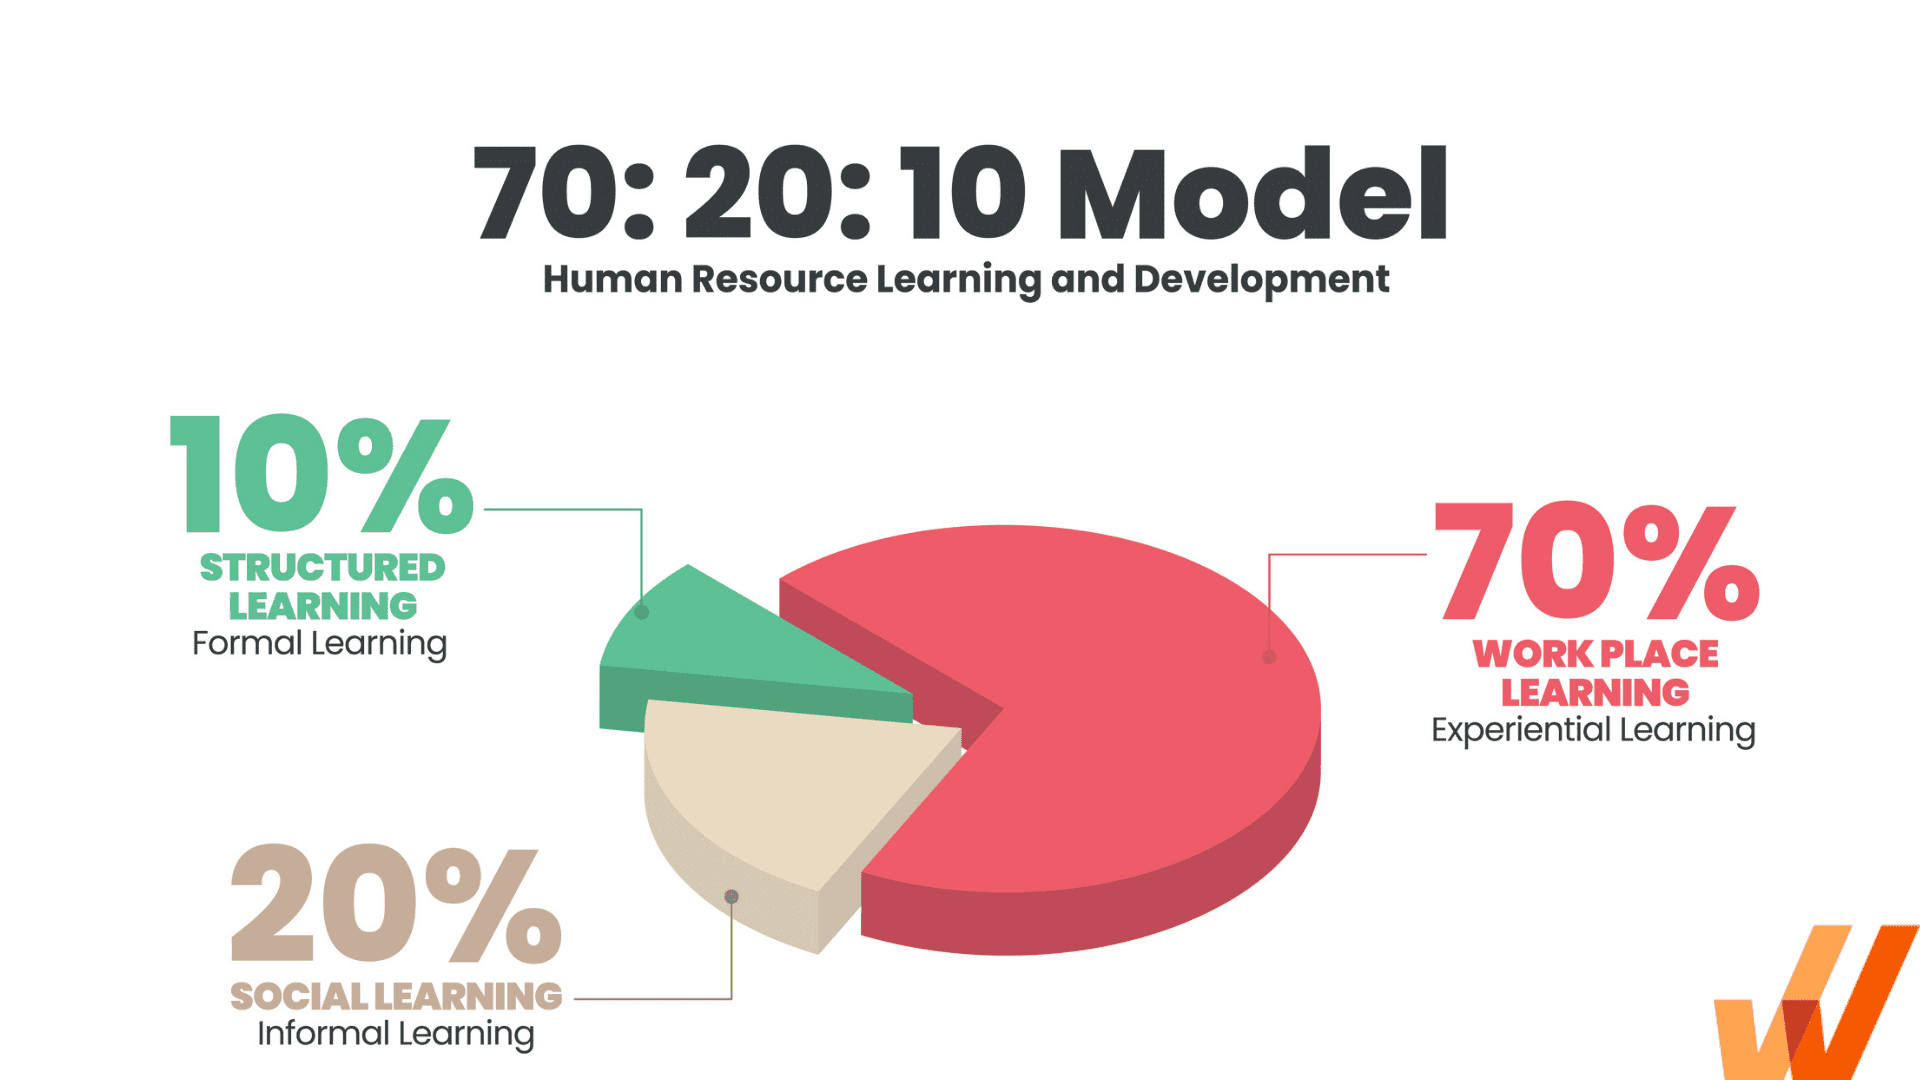 70: 20: 10 Model
Human Resource Learning and Development
10%
STRUCTURED
LEARNING
Formal Learning
70%
WORK PLACE
LEARNING
Experiential Learning
20%
SOCIAL LEARNING
Informal Learning